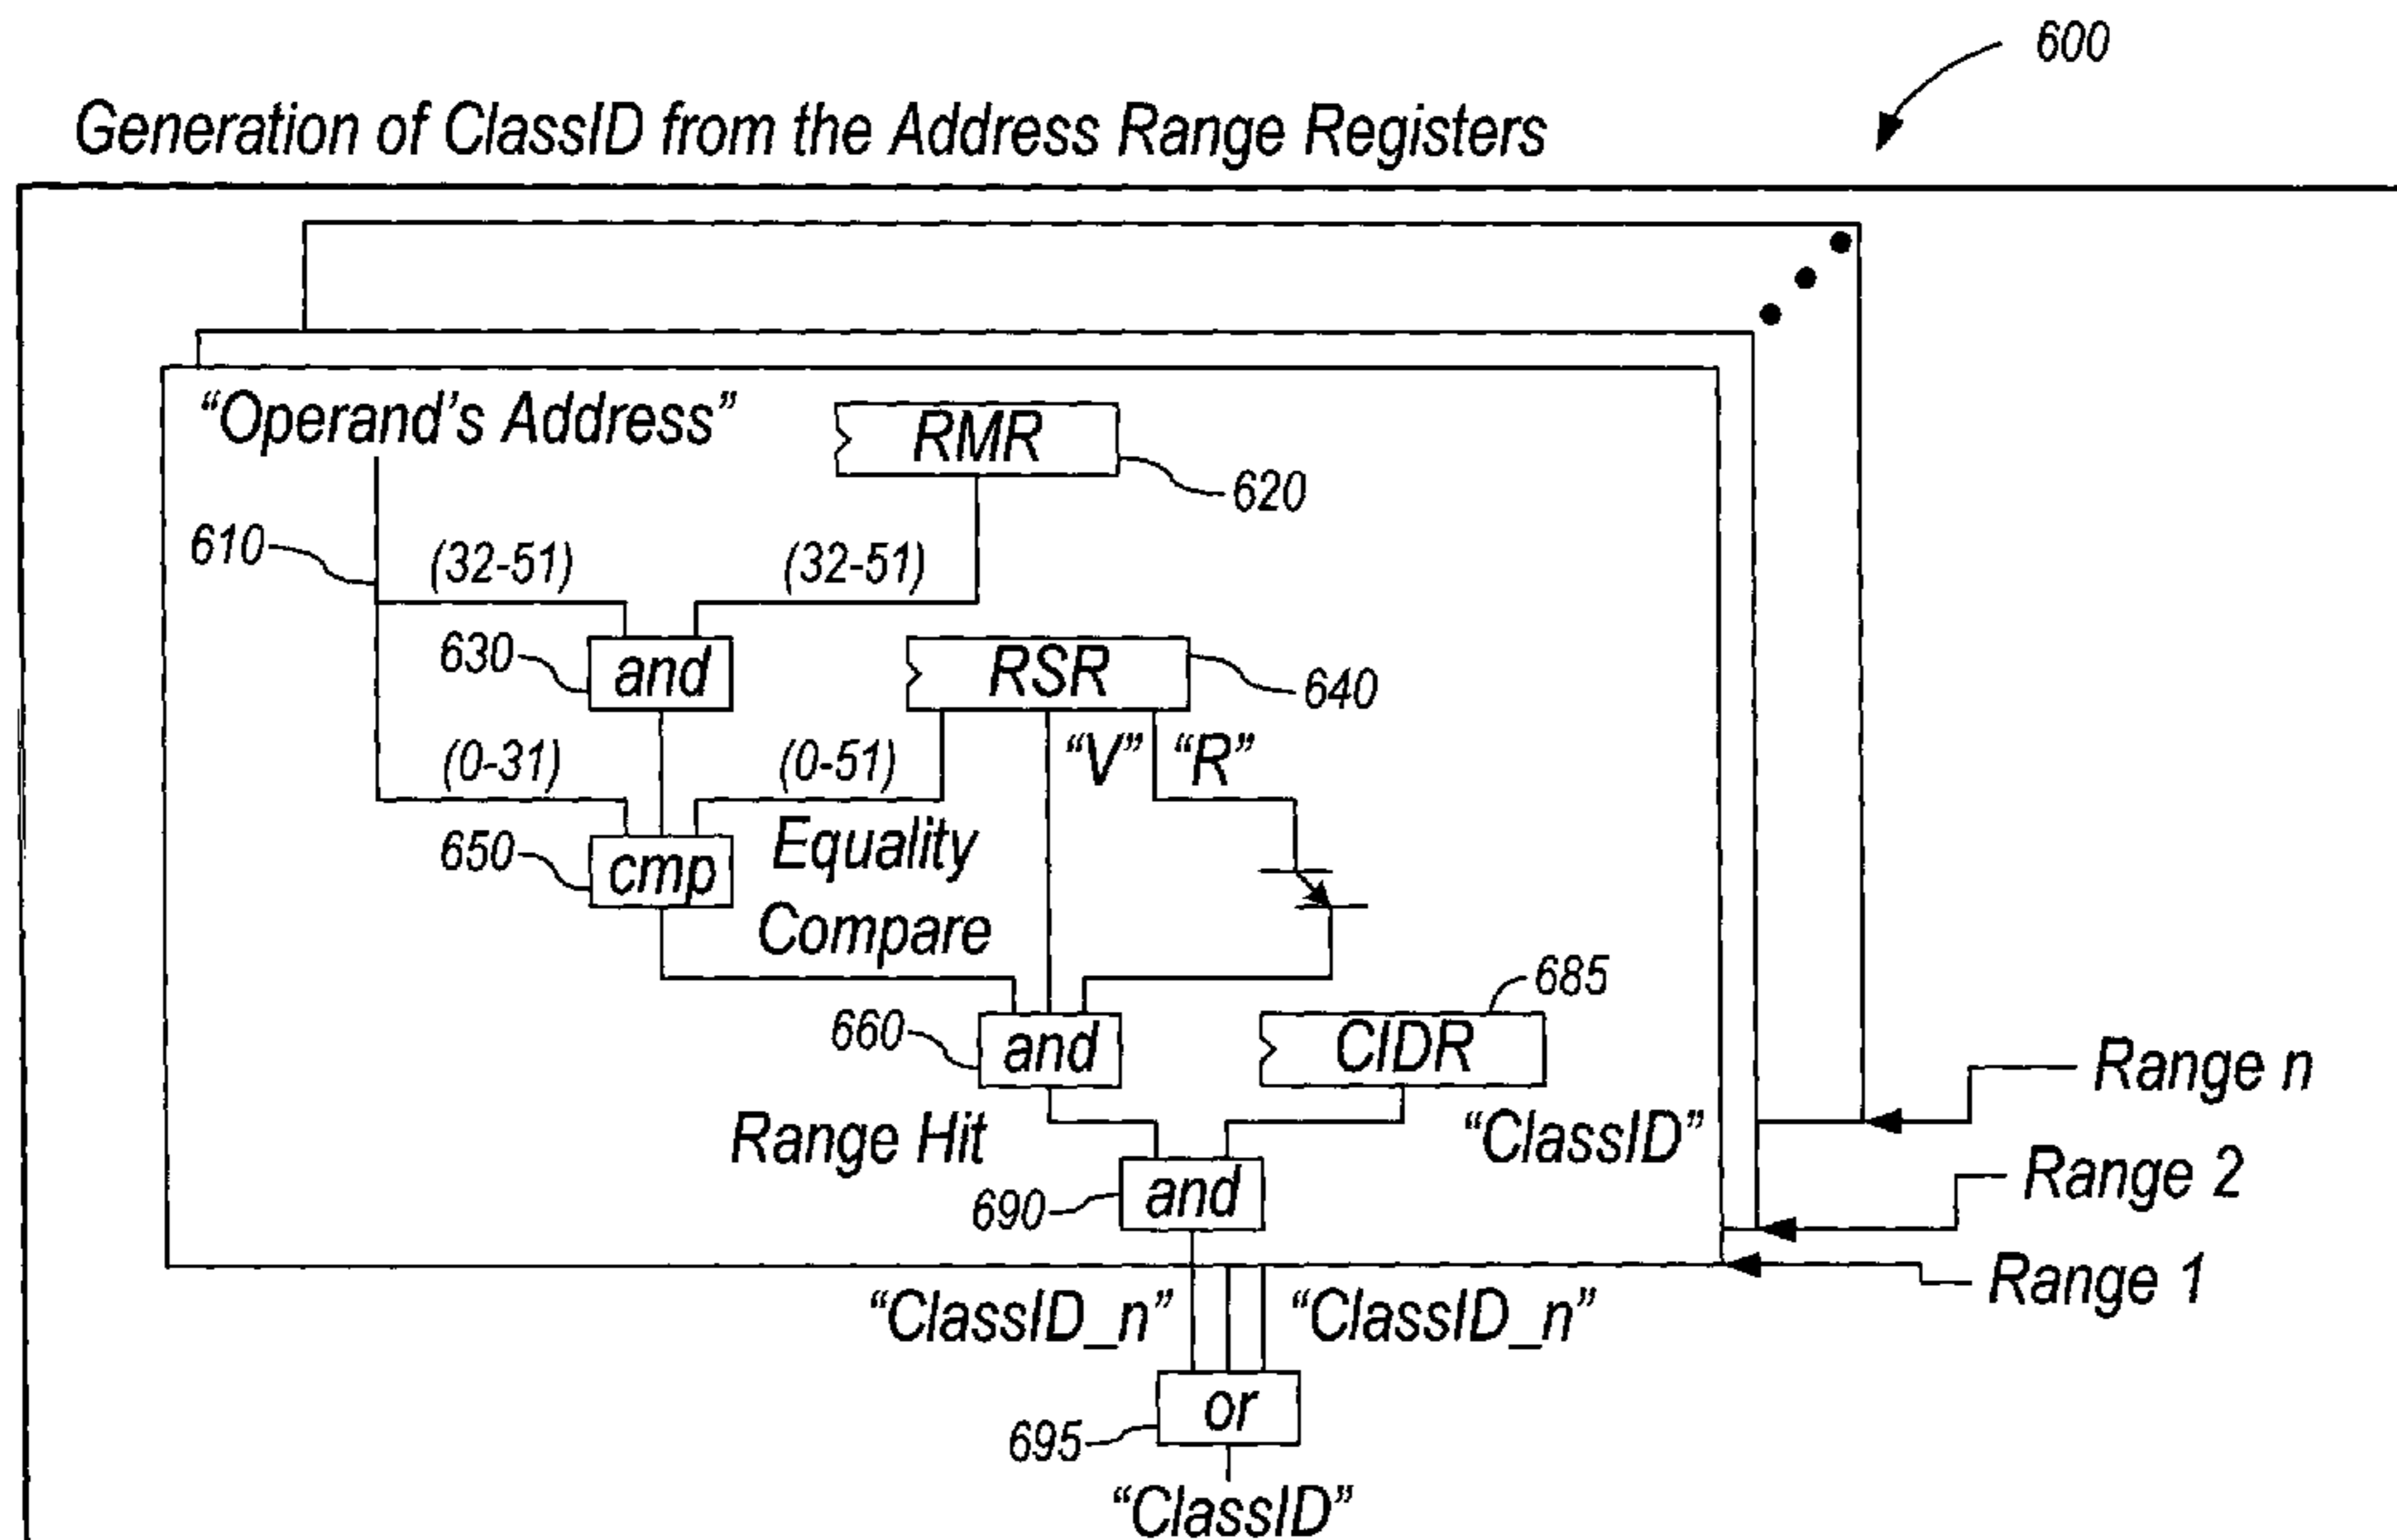 600
Generation of ClassID from the Address Range Registers
“Operand's Address”
RMR
620
610
(32-51)
(32-51)
630
and
RSR
640
(0-31)
(0-51)
“V”
“R”
650
cmp
Equality
Compare
685
660
and
CIDR
Range n
Range Hit
“ClassID”
690
and
Range 2
Range 1
“ClassID_n”
“ClassID_n”
or
695
“ClassID”